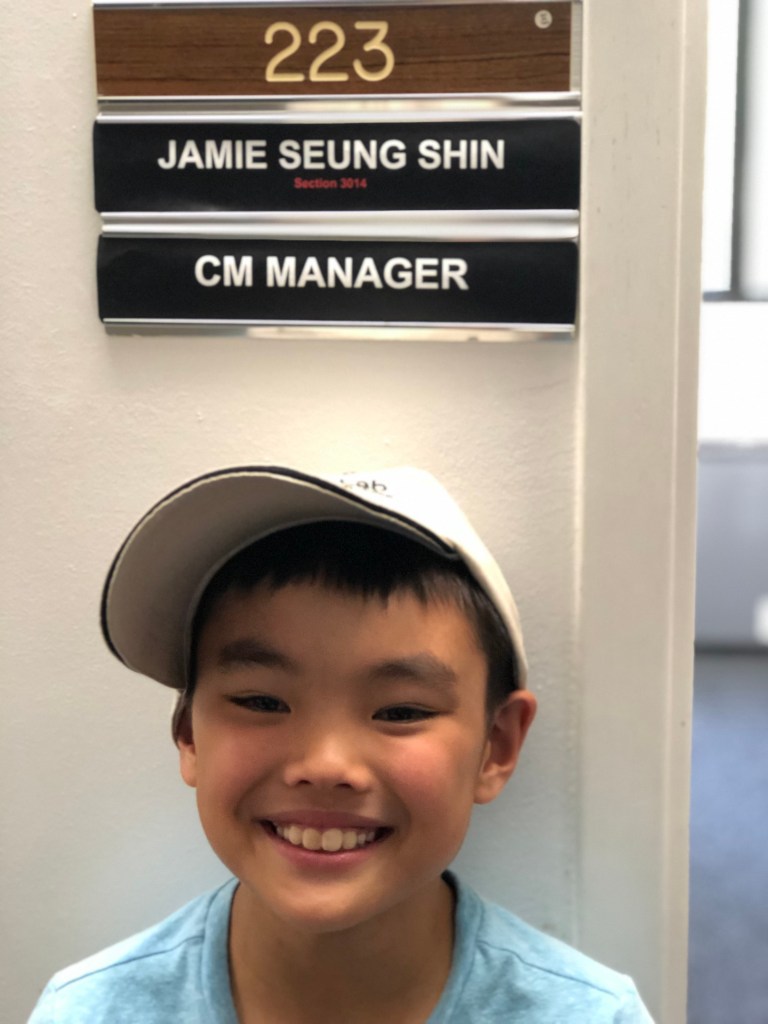 223
JAMIE SEUNG SHIN
Section 3014
CM MANAGER